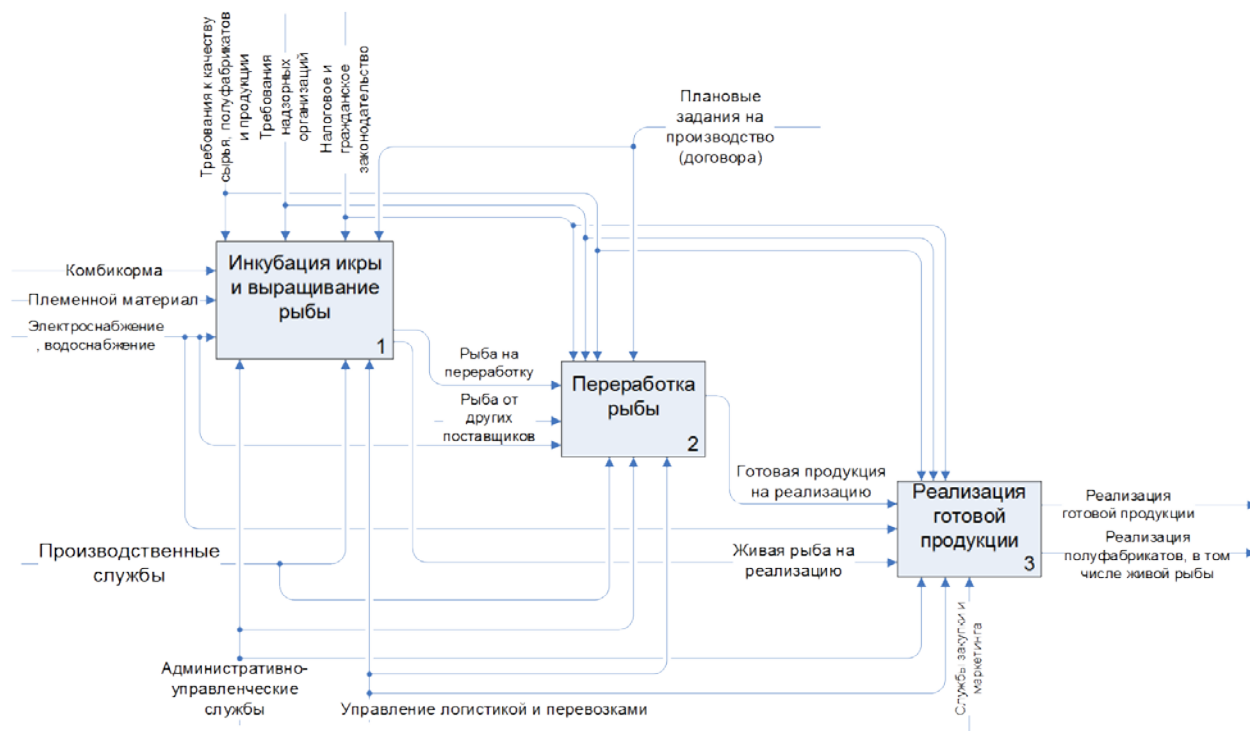 Требования к качеству
сырья, полуфабрикатов
и продукции
Требования
надзорных
организаций
Налоговое и
гражданское
законодательство
Плановые
задания на
производство
(договора)
Комбикорма
Племенной материал
Электроснабжение
, водоснабжение
Инкубация икры
и выращивание
рыбы
1
Рыба на
переработку
Рыба от
других
поставщиков
Переработка
рыбы
2
Готовая продукция
на реализацию
Живая рыба на
реализацию
Реализация
готовой
продукции
3
Реализация
готовой продукции
Реализация
полуфабрикатов, в том
числе живой рыбы
Производственные
службы
Административно-
управленческие
службы
Управление логистикой и перевозками
Службы закупки и
маркетинга